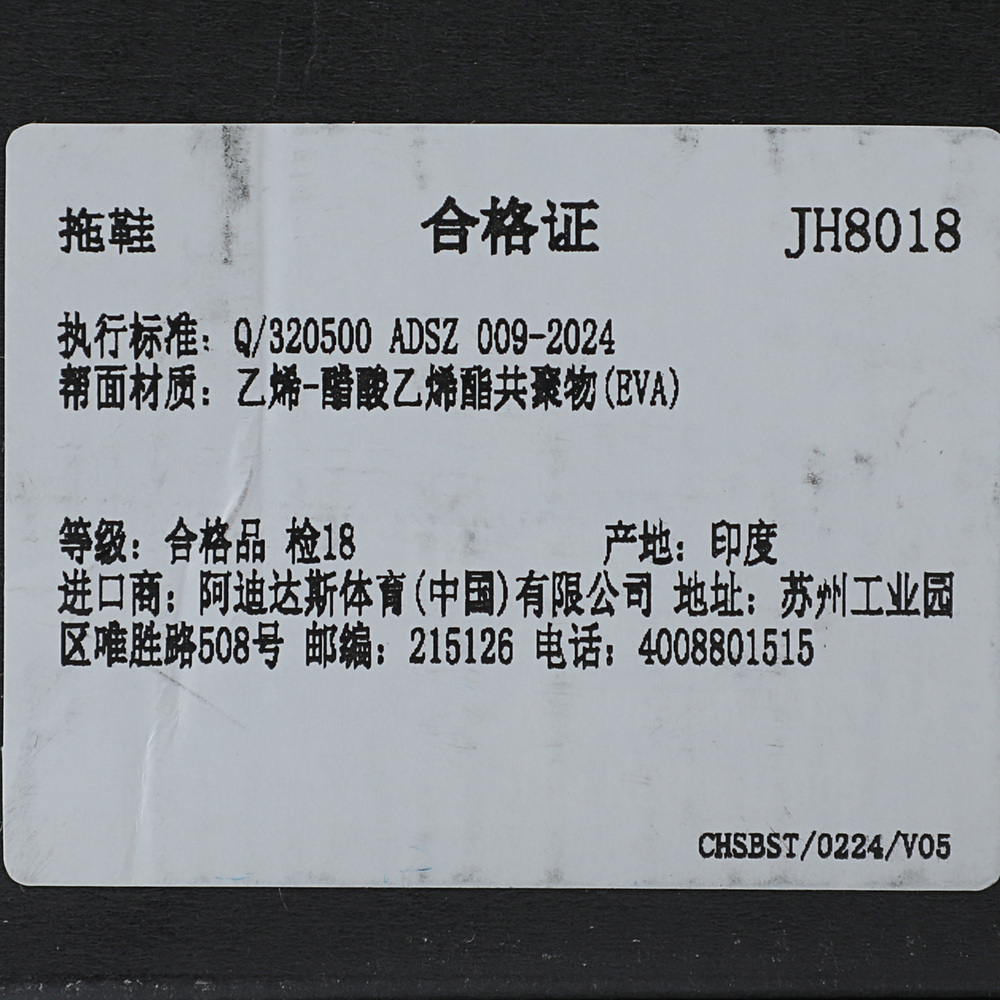 拖鞋 合格证 JH8018
执行标准：Q/320500 ADSZ 009-2024
帮面材质：乙烯-醋酸乙烯酯共聚物(EVA)
等级：合格品 检18 产地：印度
进口商：阿迪达斯体育(中国)有限公司 地址：苏州工业园
区唯胜路508号 邮编：215126 电话：4008801515
CHSBST/0224/V05